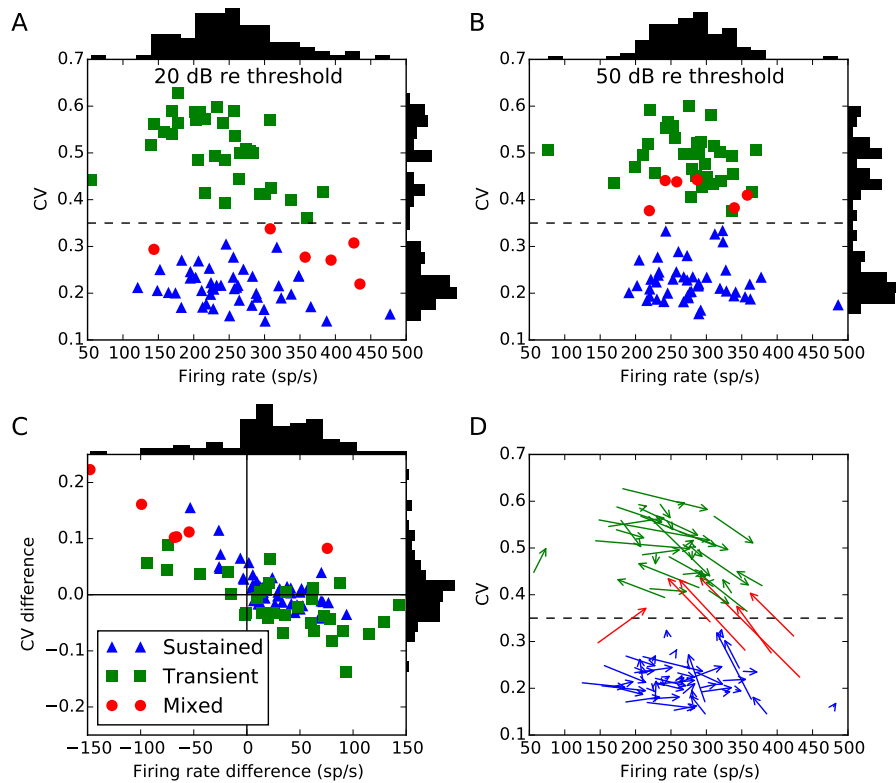 A
20 dB re threshold
0.7
0.6
0.5
0.4
0.3
0.2
0.1
CV
50 100 150 200 250 300 350 400 450 500
Firing rate (sp/s)
B
50 dB re threshold
0.7
0.6
0.5
0.4
0.3
0.2
0.1
CV
50 100 150 200 250 300 350 400 450 500
Firing rate (sp/s)
C
0.2
0.1
0.0
−0.1
−0.2
CV difference
Sustained
Transient
Mixed
−150 −100 −50 0 50 100 150
Firing rate difference (sp/s)
D
0.7
0.6
0.5
0.4
0.3
0.2
0.1
CV
50 100 150 200 250 300 350 400 450 500
Firing rate (sp/s)